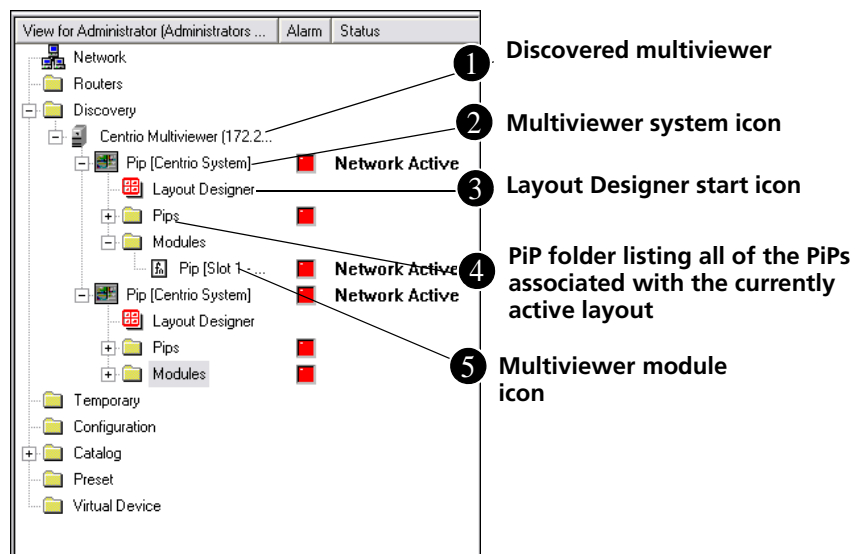 View for Administrator (Administrators ... Alarm Status
Network
Routers
Discovery
Centrio Multiviewer (172.2...
Pip [Centrio System] Network Active
Layout Designer
Pips
Modules
Pip [Slot 1 - ... Network Active
Pip [Centrio System] Network Active
Layout Designer
Pips
Modules
Temporary
Configuration
Catalog
Preset
Virtual Device
1 Discovered multiviewer
2 Multiviewer system icon
3 Layout Designer start icon
4 PiP folder listing all of the PiPs
associated with the currently
active layout
5 Multiviewer module
icon